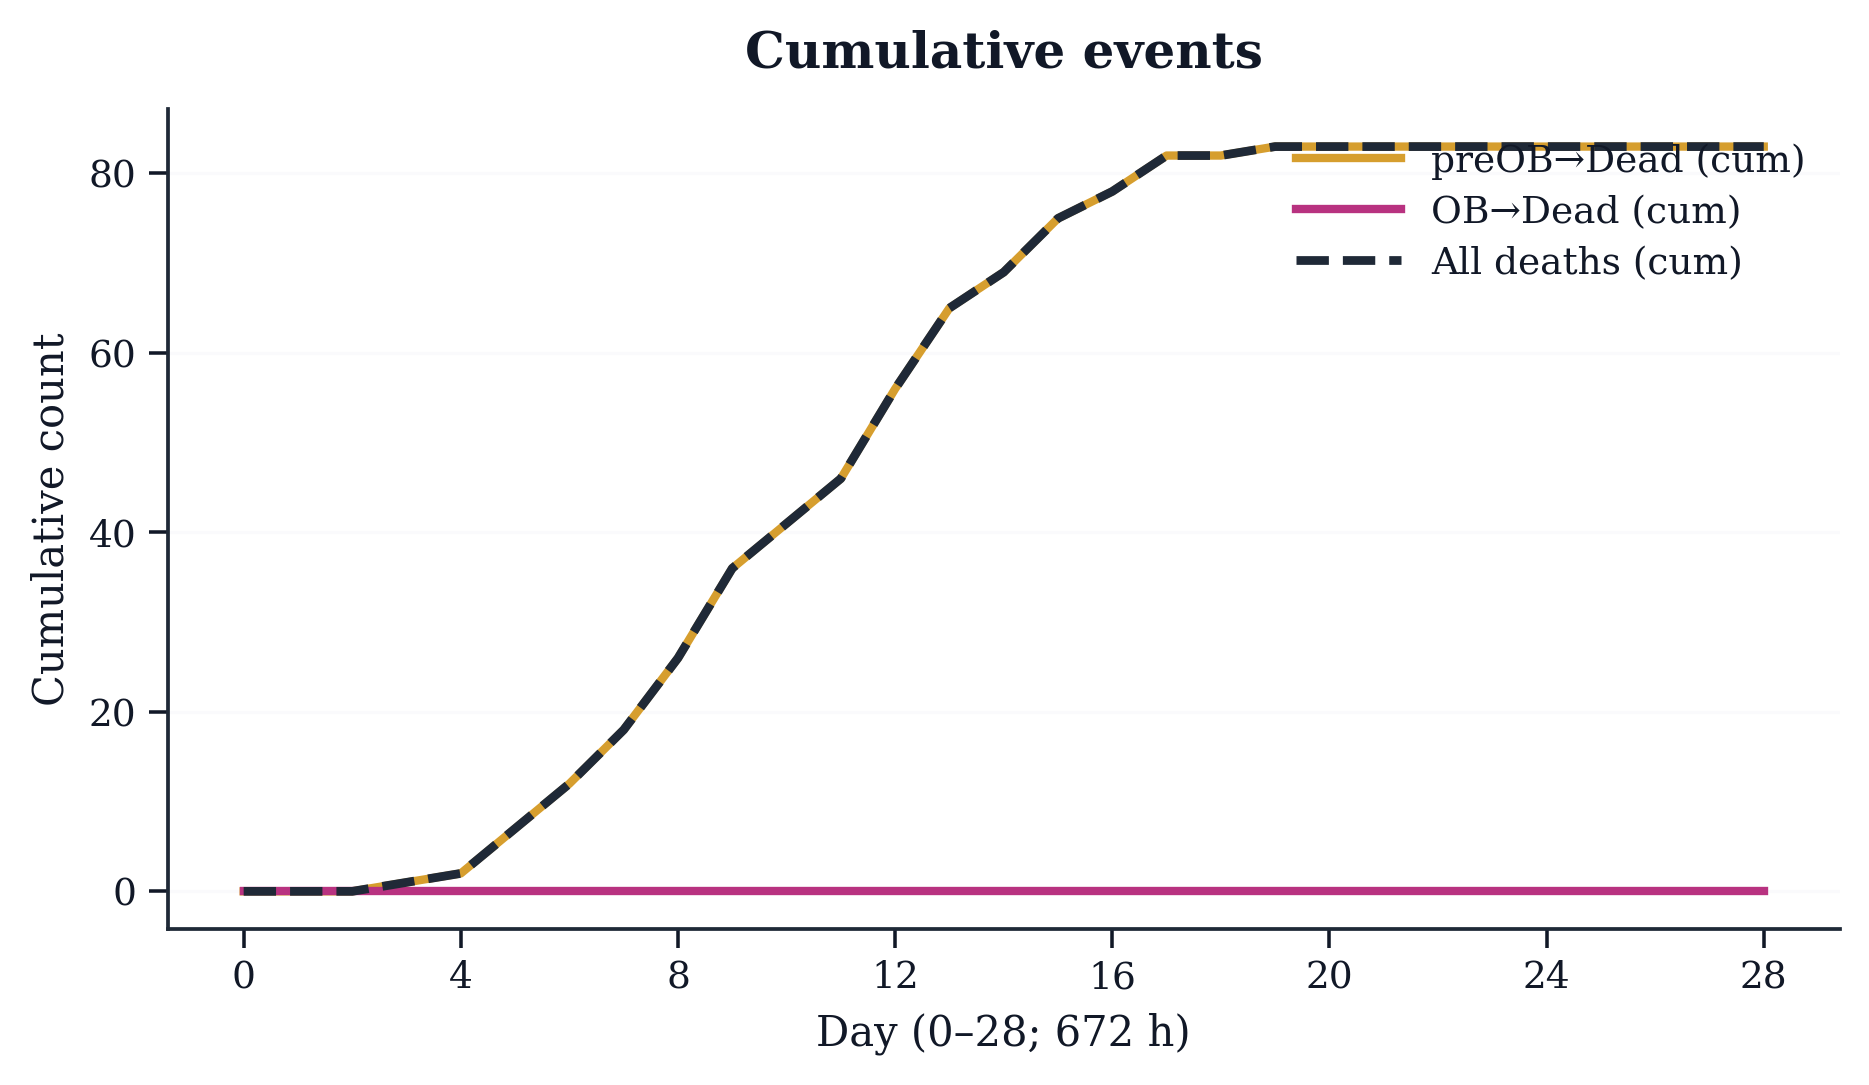 Cumulative events
Cumulative count
80
60
40
20
0
preOB→Dead (cum)
OB→Dead (cum)
All deaths (cum)
0 4 8 12 16 20 24 28
Day (0–28; 672 h)